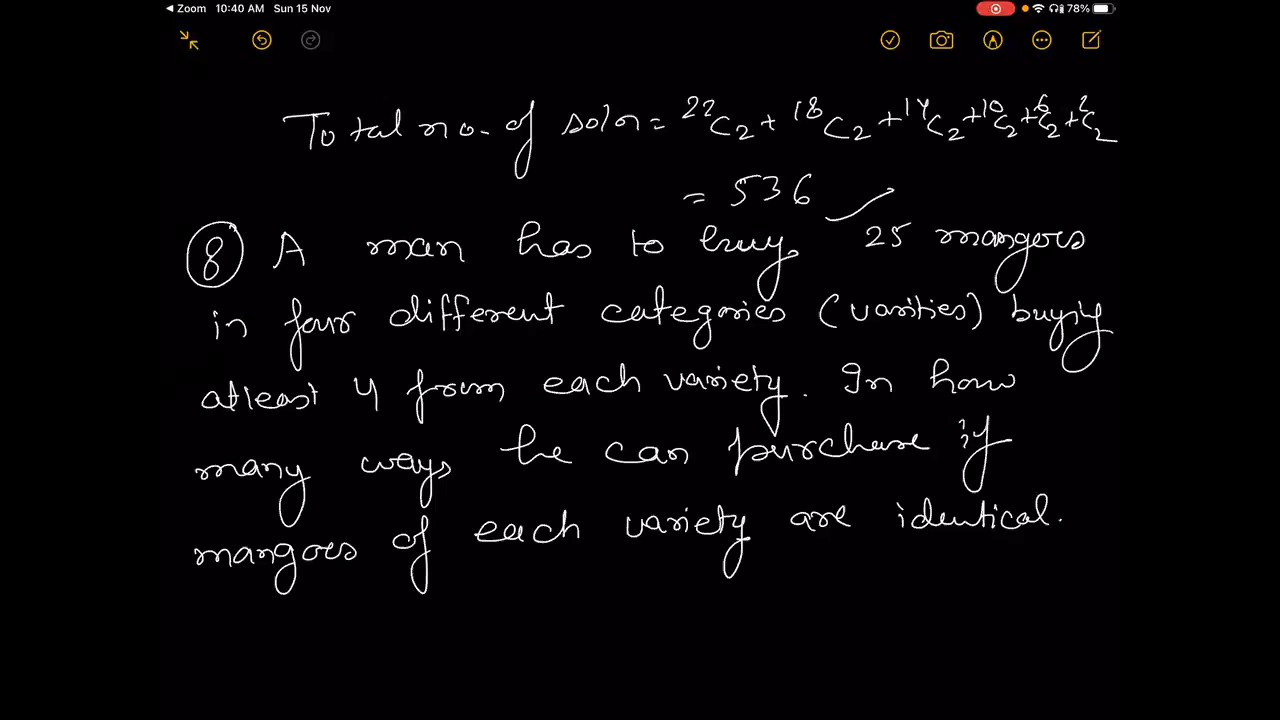 Zoom 10:40 AM Sun 15 Nov 78%
Total no. of soln = ²²C₂ + ¹⁸C₂ + ¹⁴C₂ + ¹⁰C₂ + ⁶C₂ + ²C₂
= 536
8 A man has to buy 25 mangoes
in four different categories (varities) buying
atleast 4 from each variety. In how
many ways he can purchase if
mangoes of each variety are identical.